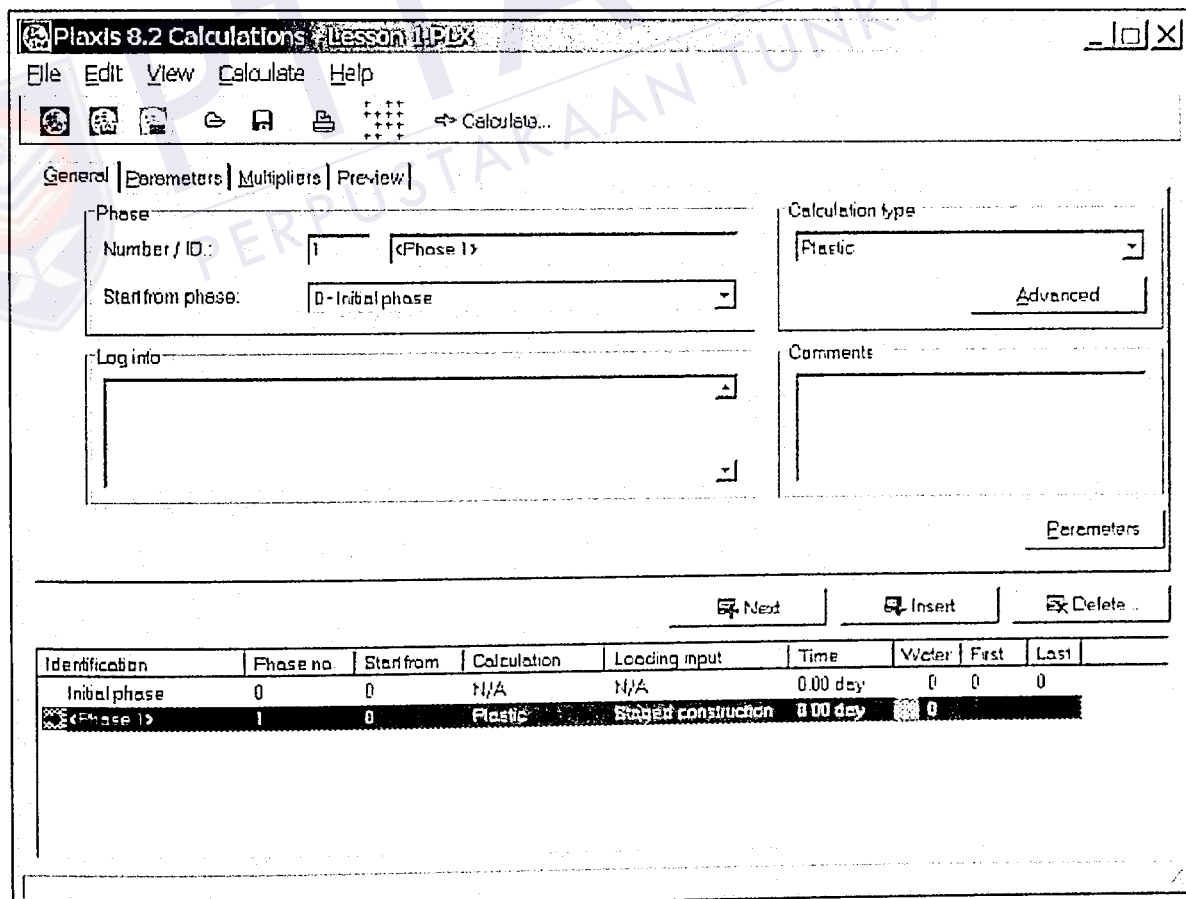 Plaxis 8.2 Calculations - Lesson 1.PLX
File Edit View Calculate Help
Calculate...
General Parameters Multipliers Preview
Phase
Number / ID.: 1 <Phase 1>
Start from phase: 0 - Initial phase
Calculation type
Plastic
Advanced
Log info
Comments
Parameters
Next Insert Delete...
Identification Phase no. Start from Calculation Loading input Time Water First Last
Initial phase 0 0 N/A N/A 0.00 day 0 0 0
<Phase 1> 1 0 Plastic Staged construction 0.00 day 0
PERPUSTAKAAN TUNKU